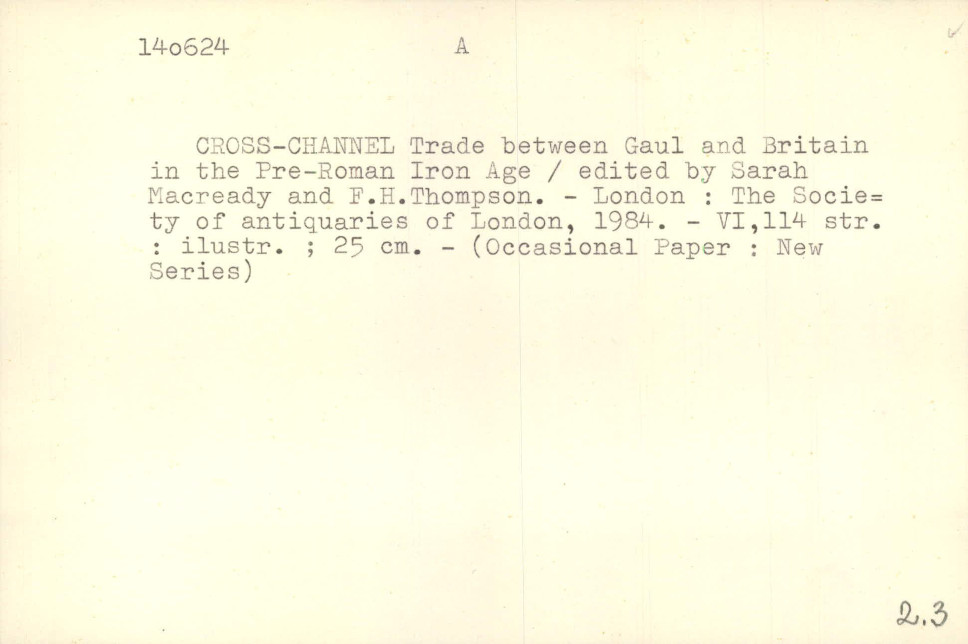 14o624 A
CROSS-CHANNEL Trade between Gaul and Britain
in the Pre-Roman Iron Age / edited by Sarah
Macready and F.H.Thompson. - London : The Socie=
ty of antiquaries of London, 1984. - VI,114 str.
: ilustr. ; 25 cm. - (Occasional Paper : New
Series)
2.3